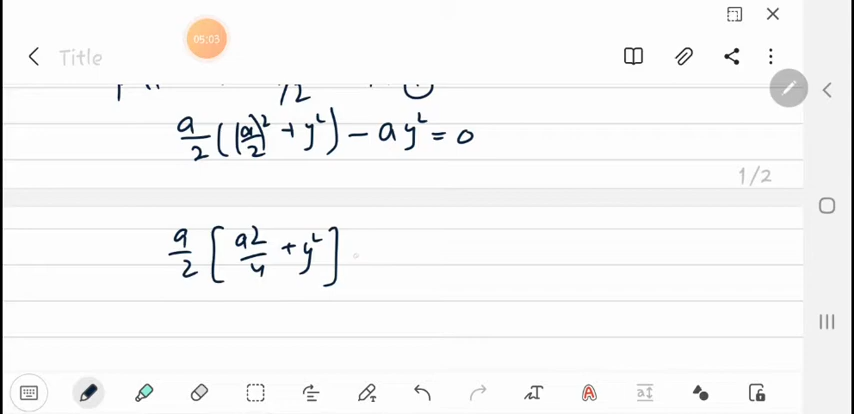 05:03
Title
a/2((a/2)² + y²) - ay² = 0
1/2
a/2[a2/4 + y²]